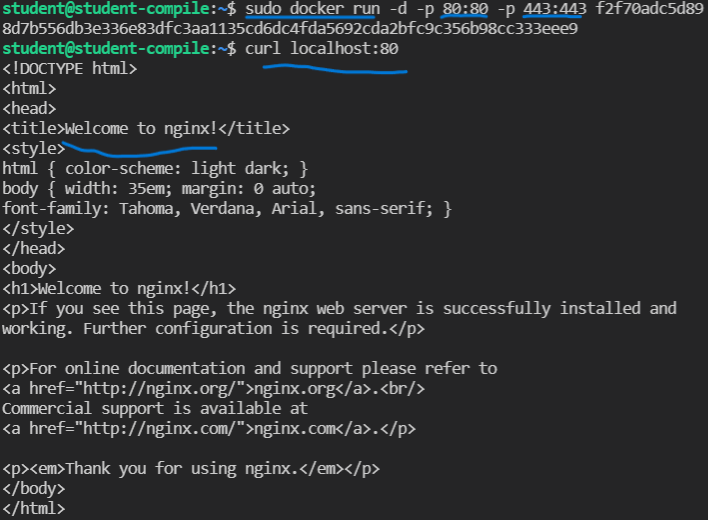 student@student-compile:~$ sudo docker run -d -p 80:80 -p 443:443 f2f70adc5d89
8d7b556db3e336e83dfc3aa1135cd6dc4fda5692cda2bfc9c356b98cc333eee9
student@student-compile:~$ curl localhost:80
<!DOCTYPE html>
<html>
<head>
<title>Welcome to nginx!</title>
<style>
html { color-scheme: light dark; }
body { width: 35em; margin: 0 auto;
font-family: Tahoma, Verdana, Arial, sans-serif; }
</style>
</head>
<body>
<h1>Welcome to nginx!</h1>
<p>If you see this page, the nginx web server is successfully installed and
working. Further configuration is required.</p>

<p>For online documentation and support please refer to
<a href="http://nginx.org/">nginx.org</a>.<br/>
Commercial support is available at
<a href="http://nginx.com/">nginx.com</a>.</p>

<p><em>Thank you for using nginx.</em></p>
</body>
</html>